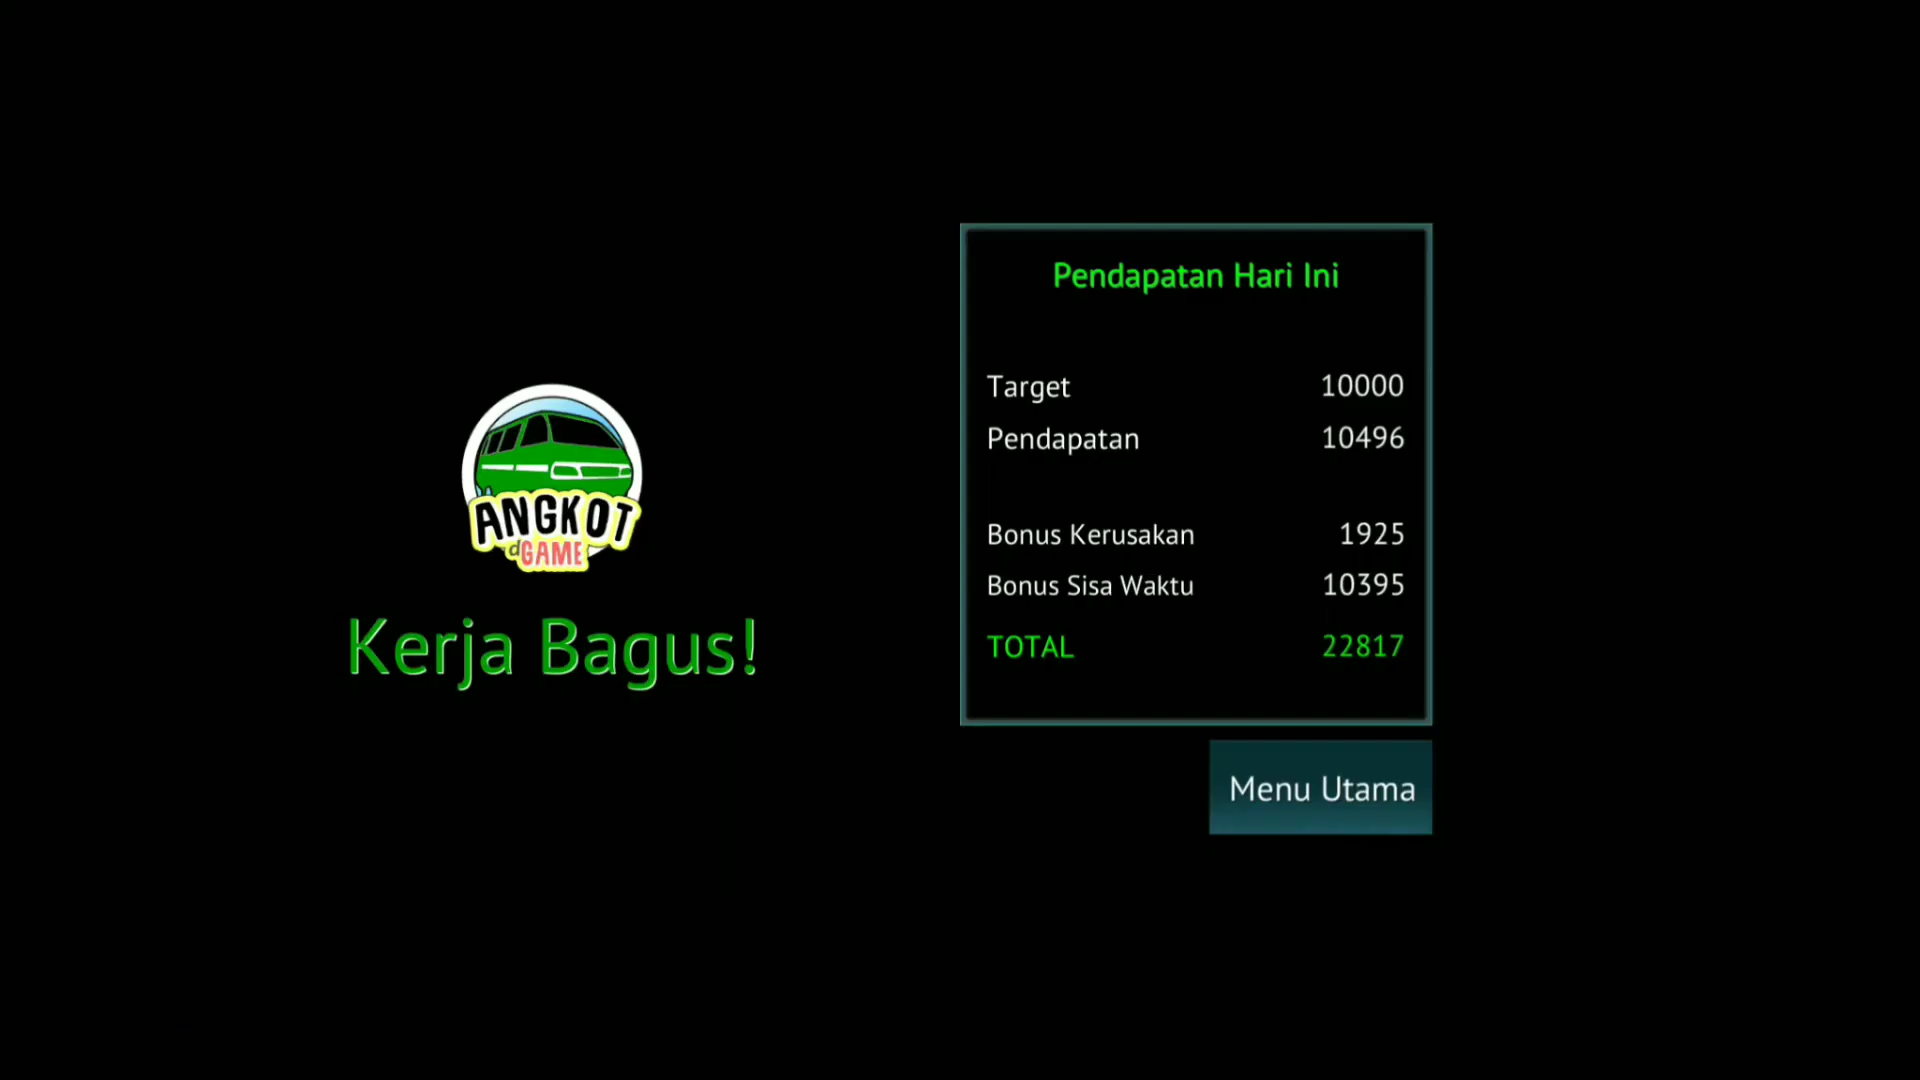 ANGKOT
dGAME
Kerja Bagus!
Pendapatan Hari Ini
Target 10000
Pendapatan 10496
Bonus Kerusakan 1925
Bonus Sisa Waktu 10395
TOTAL 22817
Menu Utama